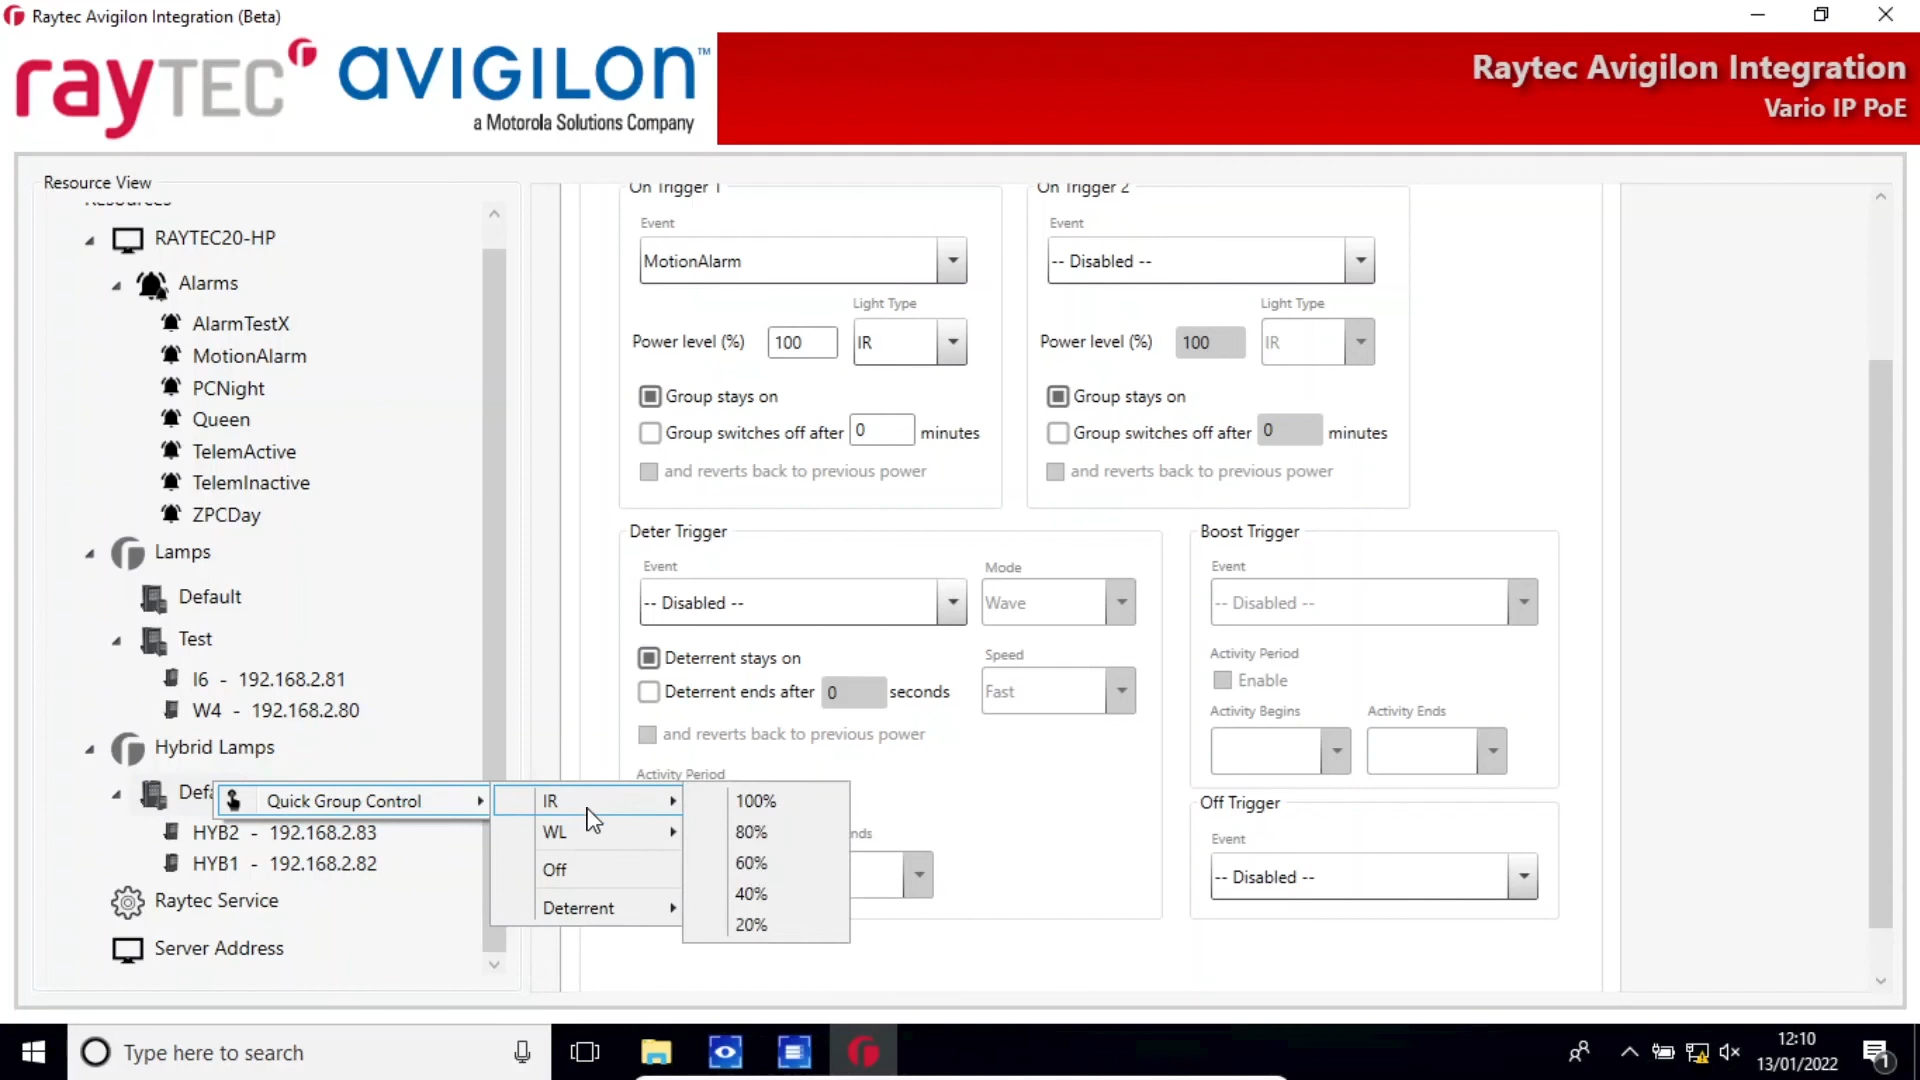 Raytec Avigilon Integration (Beta)
rayTEC
aVIGILON™
a Motorola Solutions Company
Raytec Avigilon Integration
Vario IP PoE
Resource View
Resources
RAYTEC20-HP
Alarms
AlarmTestX
MotionAlarm
PCNight
Queen
TelemActive
TelemInactive
ZPCDay
Lamps
Default
Test
I6 - 192.168.2.81
W4 - 192.168.2.80
Hybrid Lamps
Defa
HYB2 - 192.168.2.83
HYB1 - 192.168.2.82
Raytec Service
Server Address
Quick Group Control
IR
WL
Off
Deterrent
100%
80%
60%
40%
20%
On Trigger 1
Event
MotionAlarm
Light Type
Power level (%) 100 IR
Group stays on
Group switches off after 0 minutes
and reverts back to previous power
On Trigger 2
Event
-- Disabled --
Light Type
Power level (%) 100 IR
Group stays on
Group switches off after 0 minutes
and reverts back to previous power
Deter Trigger
Event
-- Disabled --
Mode
Wave
Deterrent stays on
Deterrent ends after 0 seconds
Speed
Fast
and reverts back to previous power
Activity Period
nds
Boost Trigger
Event
-- Disabled --
Activity Period
Enable
Activity Begins
Activity Ends
Off Trigger
Event
-- Disabled --
Type here to search
12:10
13/01/2022
1